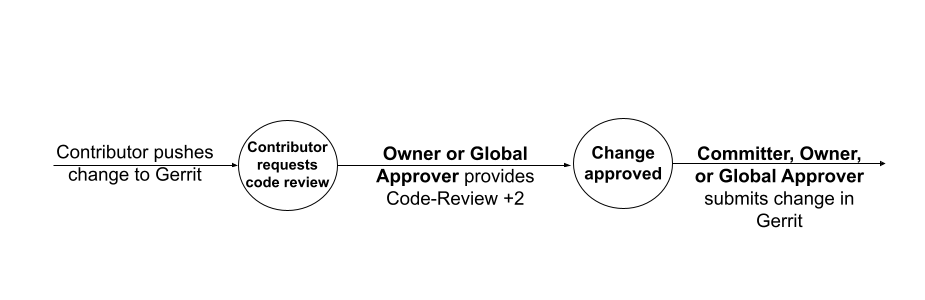 Contributor pushes
change to Gerrit
Contributor
requests
code review
Owner or Global
Approver provides
Code-Review +2
Change
approved
Committer, Owner,
or Global Approver
submits change in
Gerrit